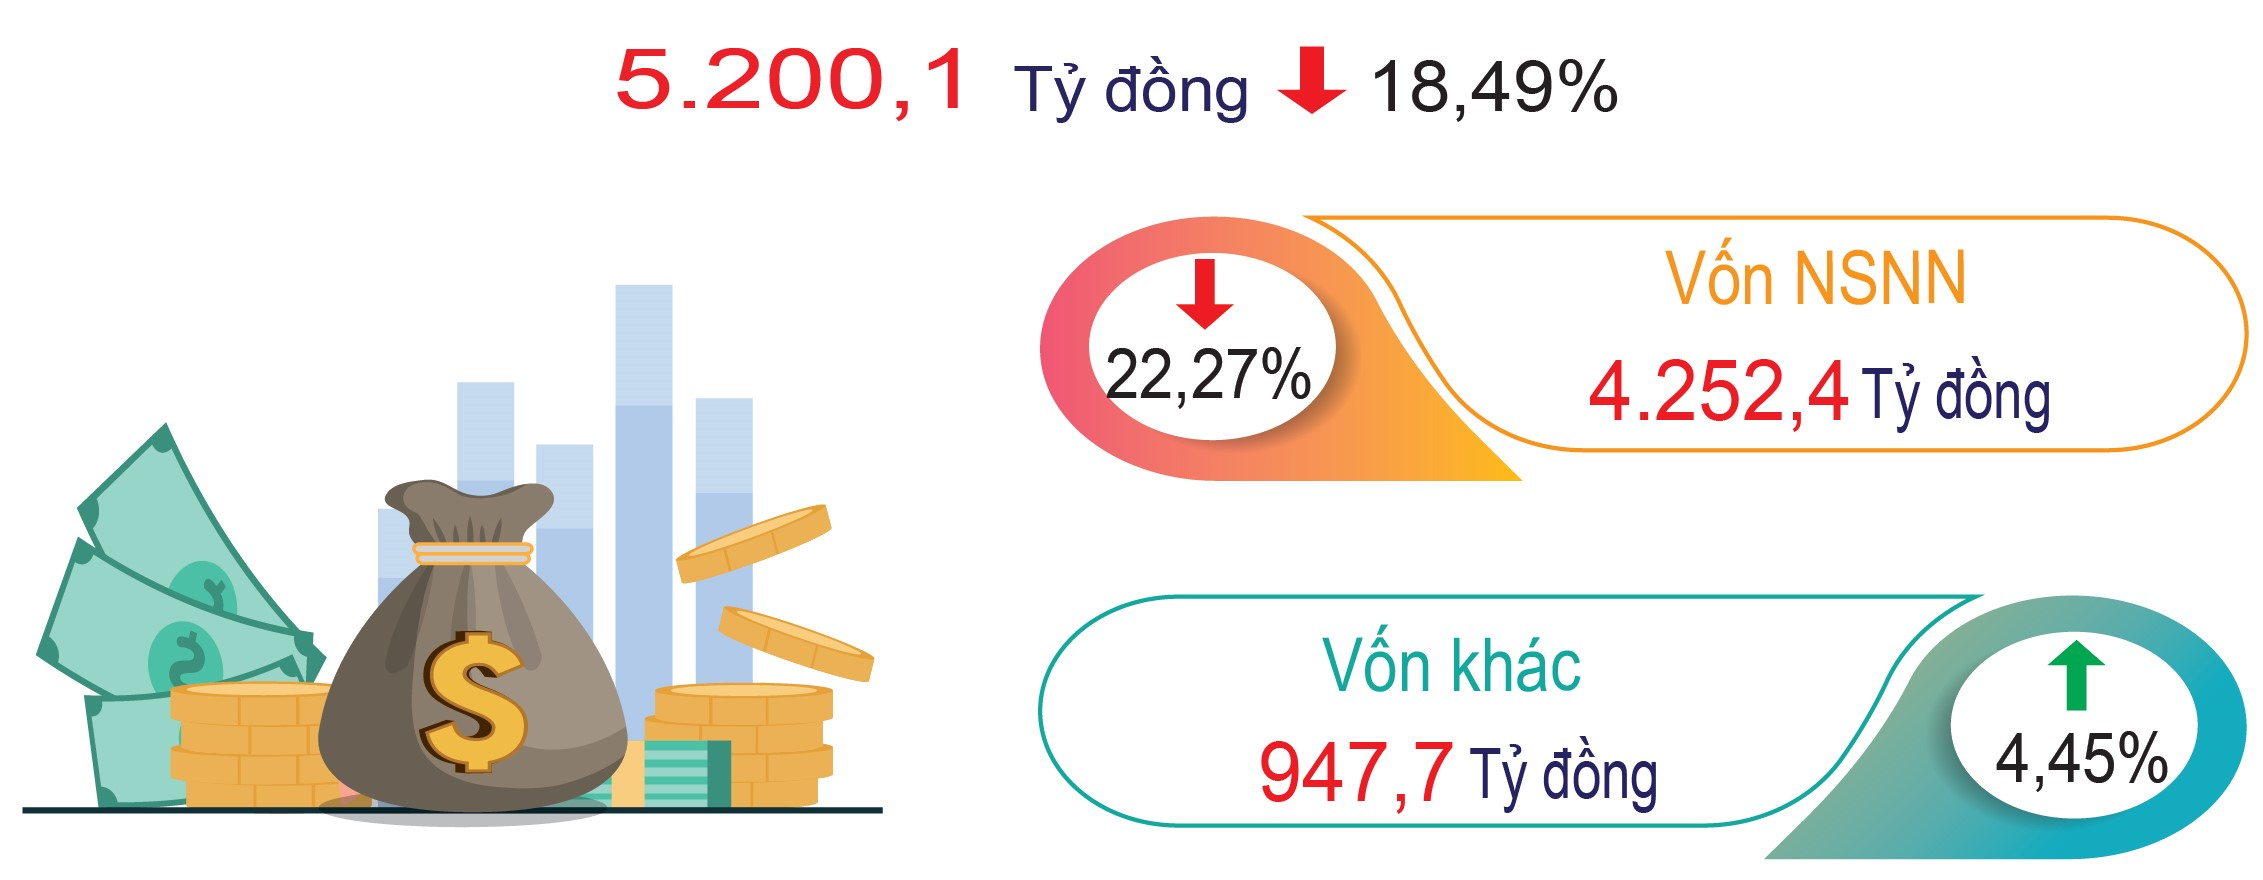 5.200,1 Tỷ đồng 18,49%
Vốn NSNN
22,27%
4.252,4 Tỷ đồng
Vốn khác
947,7 Tỷ đồng
4,45%
$
$